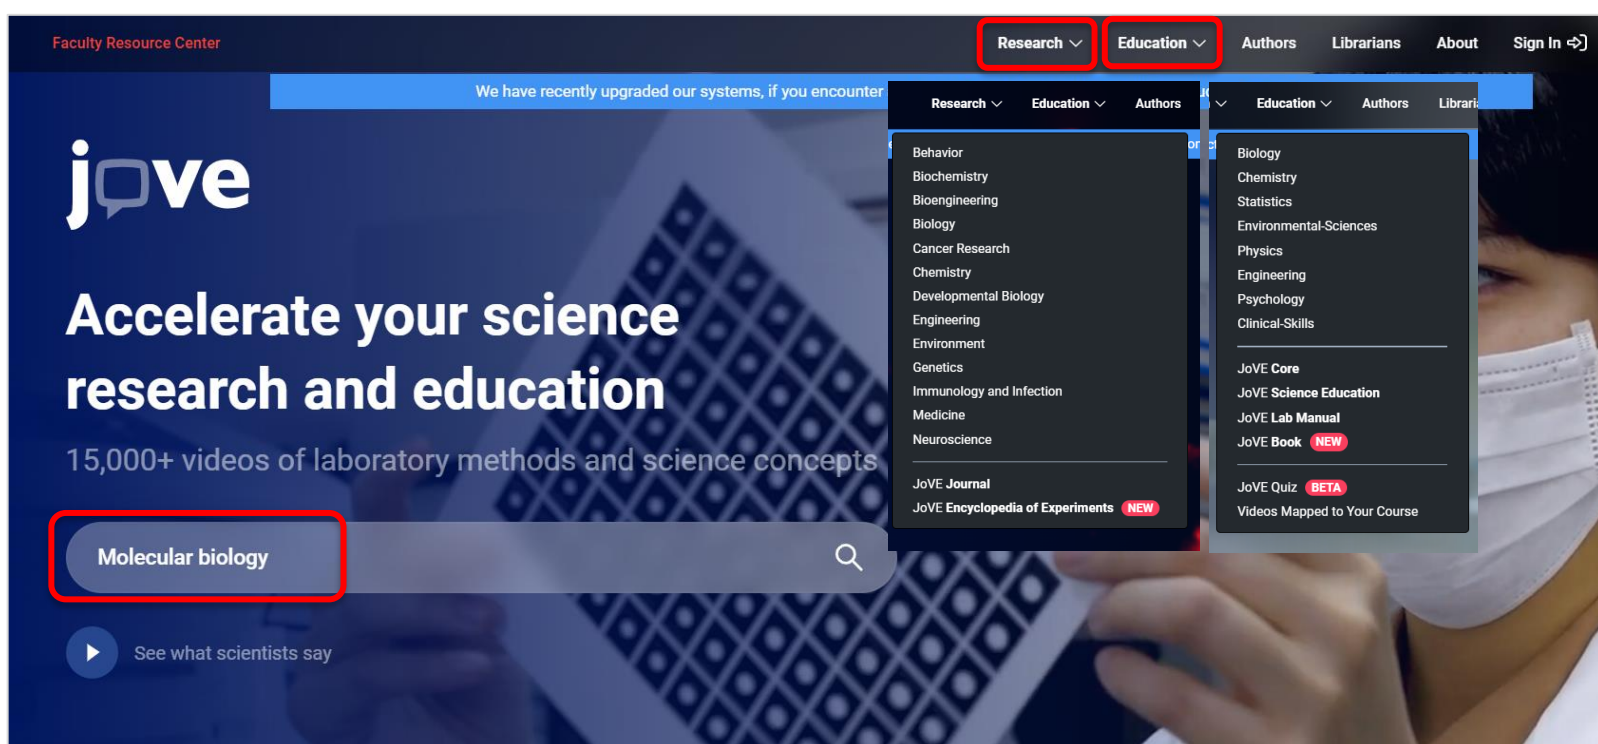 Faculty Resource Center
Research
Education
Authors
Librarians
About
Sign In
We have recently upgraded our systems, if you encounter
jove
Accelerate your science
research and education
15,000+ videos of laboratory methods and science concepts
Molecular biology
See what scientists say
Research
Education
Authors
Behavior
Biochemistry
Bioengineering
Biology
Cancer Research
Chemistry
Developmental Biology
Engineering
Environment
Genetics
Immunology and Infection
Medicine
Neuroscience
JoVE Journal
JoVE Encyclopedia of Experiments NEW
Education
Authors
Biology
Chemistry
Statistics
Environmental-Sciences
Physics
Engineering
Psychology
Clinical-Skills
JoVE Core
JoVE Science Education
JoVE Lab Manual
JoVE Book NEW
JoVE Quiz BETA
Videos Mapped to Your Course